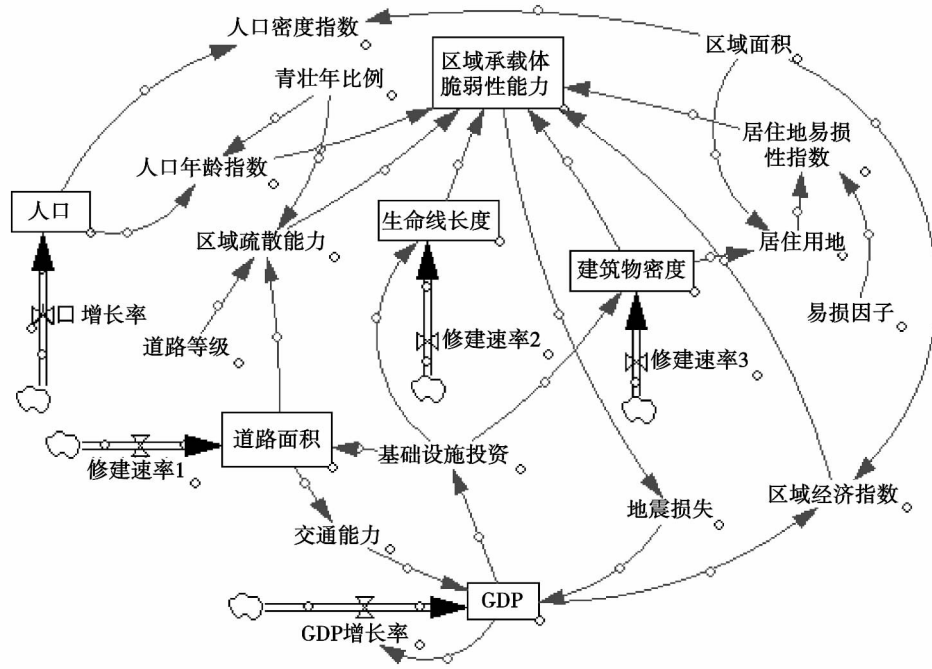 人口密度指数
区域面积
区域承载体
脆弱性能力
青壮年比例
居住地易损
性指数
人口年龄指数
人口
生命线长度
区域疏散能力
居住用地
建筑物密度
口 增长率
易损因子
修建速率2
道路等级
修建速率3
道路面积
基础设施投资
修建速率1
区域经济指数
地震损失
交通能力
GDP
GDP增长率